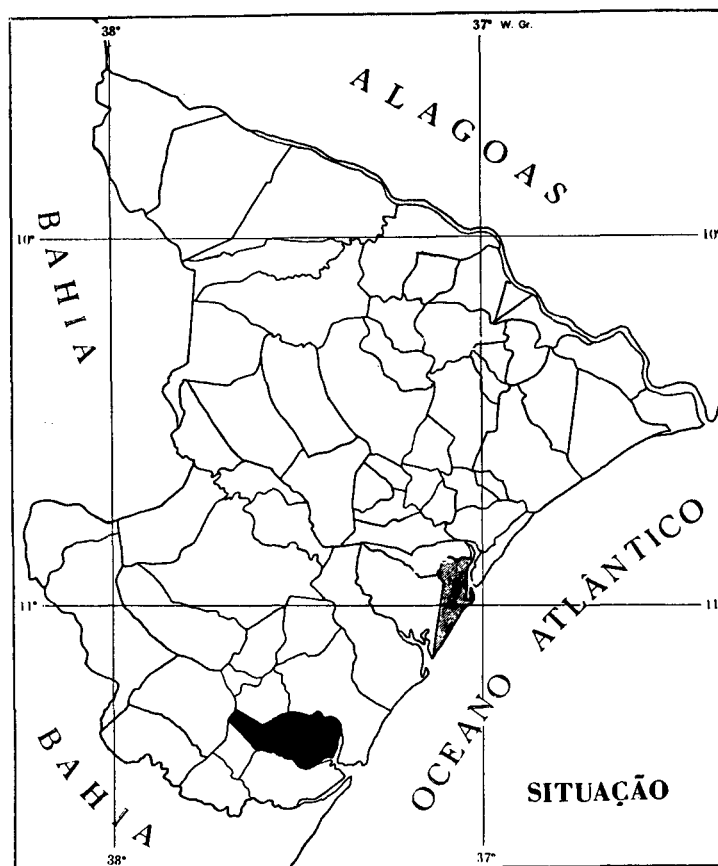 38°
37° W. Gr.
ALAGOAS
BAHIA
10°
10°
11°
11°
OCEANO ATLÂNTICO
BAHIA
SITUAÇÃO
38°
37°